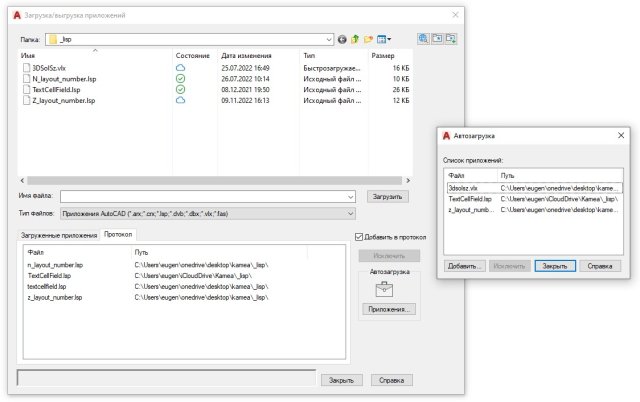 Загрузка/выгрузка приложений
Папка: _lisp
Имя Состояние Дата изменения Тип Размер
3DSolSz.vlx 25.07.2022 16:49 Быстрозагружае... 16 КБ
N_layout_number.lsp 26.07.2022 10:14 Исходный файл ... 10 КБ
TextCellField.lsp 08.12.2021 19:50 Исходный файл ... 26 КБ
Z_layout_number.lsp 09.11.2022 16:13 Исходный файл ... 12 КБ
Имя файла: Загрузить
Тип файлов: Приложения AutoCAD (*.arx;*.crx;*.lsp;*.dvb;*.dbx;*.vlx;*.fas)
Загруженные приложения Протокол
Добавить в протокол
Файл Путь
n_layout_number.lsp C:\Users\eugen\onedrive\desktop\kamea\_lisp\
TextCellField.lsp C:\Users\eugen\iCloudDrive\Kamea\_lisp\
textcellfield.lsp C:\Users\eugen\onedrive\desktop\kamea\_lisp\
z_layout_number.lsp C:\Users\eugen\onedrive\desktop\kamea\_lisp\
Исключить
Автозагрузка
Приложения...
Закрыть Справка
Автозагрузка
Список приложений:
Файл Путь
3dsolsz.vlx C:\Users\eugen\onedrive\desktop\kame...
TextCellField.lsp C:\Users\eugen\iCloudDrive\Kamea\_lisp\
z_layout_numb... C:\Users\eugen\onedrive\desktop\kame...
Добавить... Исключить Закрыть Справка